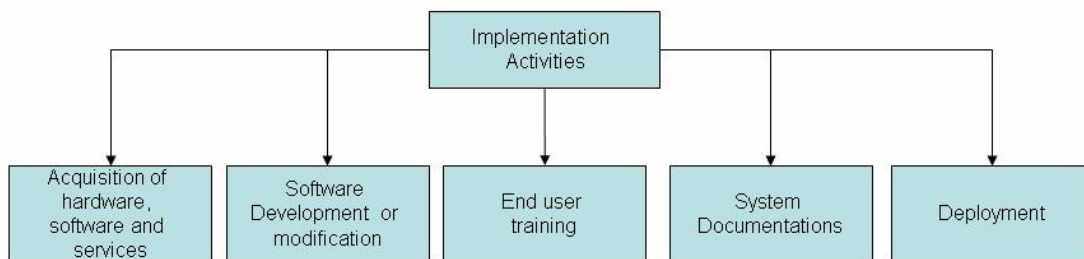 Implementation
Activities
Acquisition of
hardware,
software and
services
Software
Development or
modification
End user
training
System
Documentations
Deployment